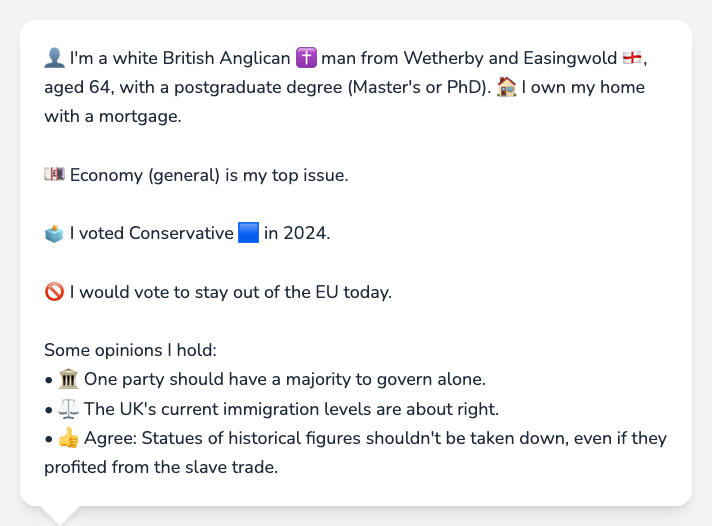 👤 I'm a white British Anglican ✝️ man from Wetherby and Easingwold 🏴󠁧󠁢󠁥󠁮󠁧󠁿,
aged 64, with a postgraduate degree (Master's or PhD). 🏠 I own my home
with a mortgage.
💷 Economy (general) is my top issue.
🗳️ I voted Conservative 🟦 in 2024.
🚫 I would vote to stay out of the EU today.
Some opinions I hold:
• 🏛️ One party should have a majority to govern alone.
• ⚖️ The UK's current immigration levels are about right.
• 👍 Agree: Statues of historical figures shouldn't be taken down, even if they
profited from the slave trade.